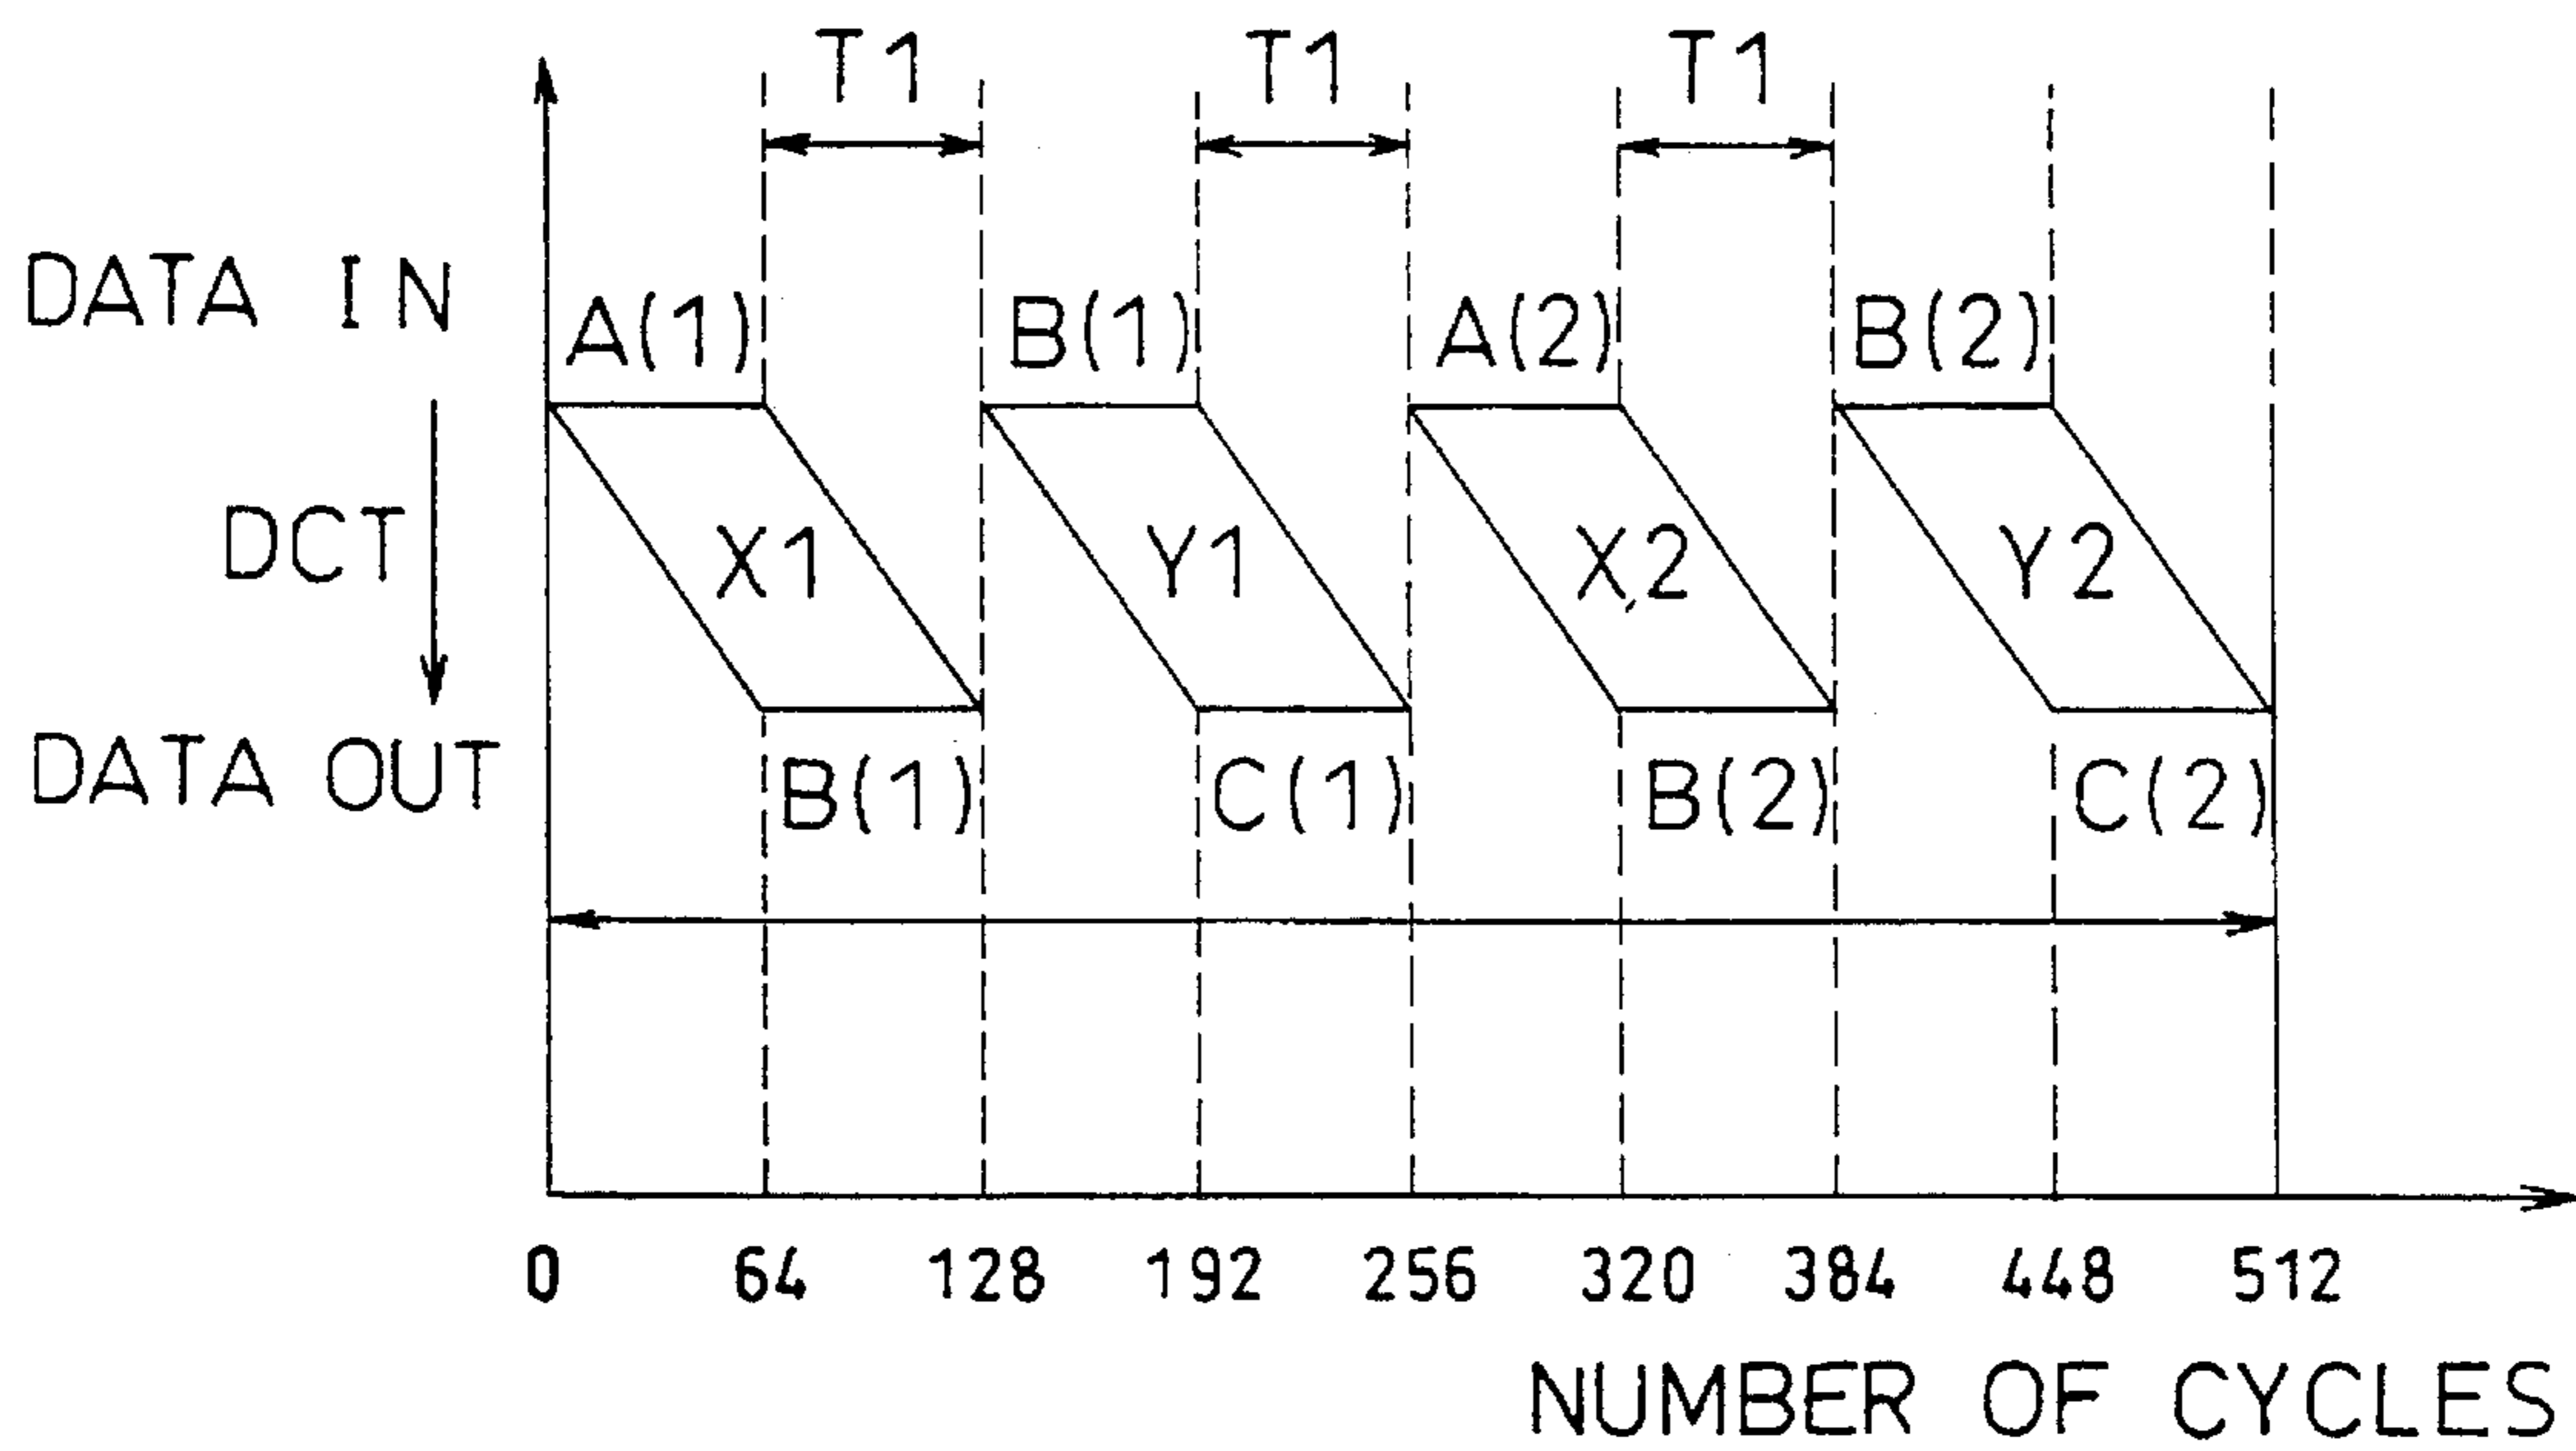 T1 T1 T1
DATA IN
A(1) B(1) A(2) B(2)
DCT
X1 Y1 X2 Y2
DATA OUT
B(1) C(1) B(2) C(2)
0 64 128 192 256 320 384 448 512
NUMBER OF CYCLES